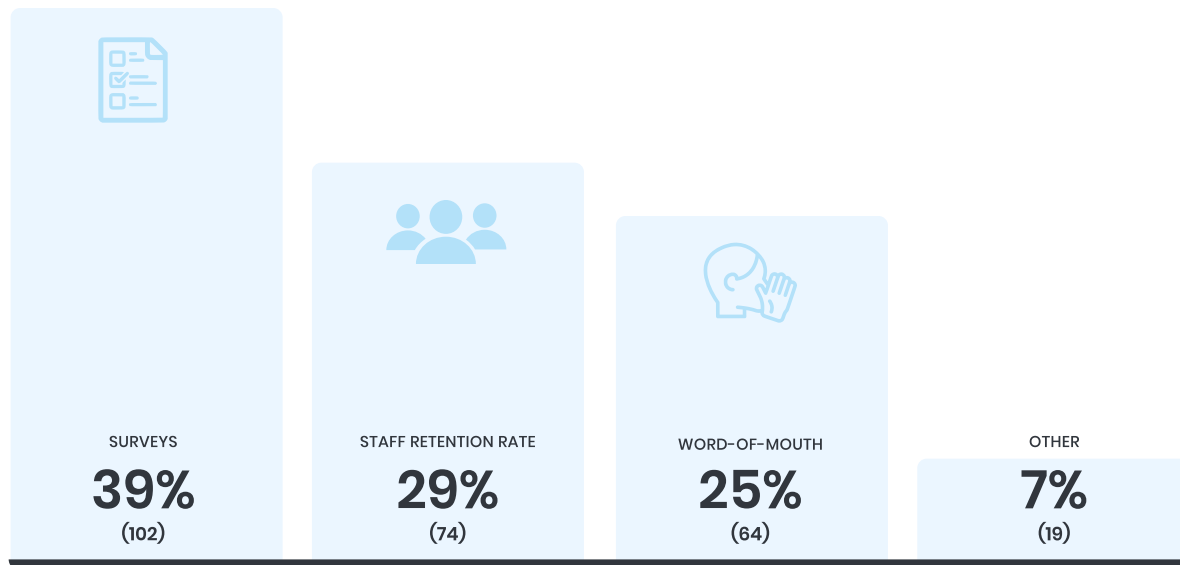 SURVEYS
39%
(102)
STAFF RETENTION RATE
29%
(74)
WORD-OF-MOUTH
25%
(64)
OTHER
7%
(19)